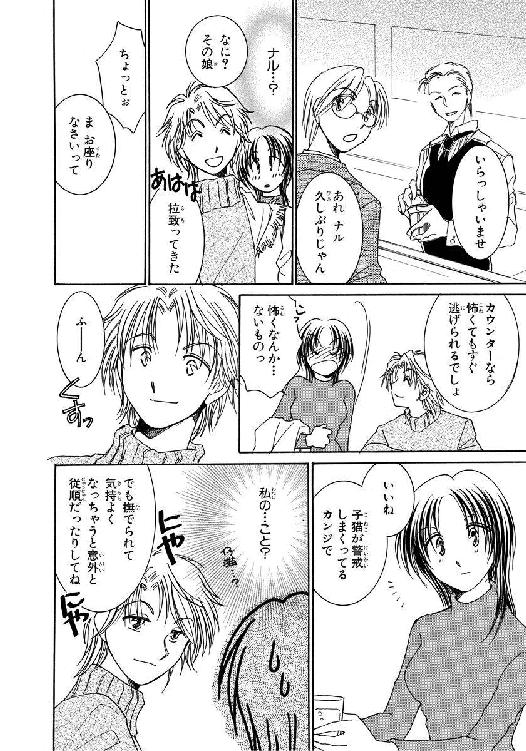 いらっしゃいませ
あれ ナル
久しぶりじゃん
ナル…?
なに?
その娘
あはは
拉致ってきた
ちょっとぉ
ま お座り
なさいって
カウンターなら
怖くてもすぐ
逃げられるでしょ
怖くなんか…
ないものっ
ふーん
くすっ
いいね
子猫が警戒
しまくってる
カンジで
私の…こと?
仔猫…?
でも撫でられて
気持よく
なっちゃうと意外と
従順だったりしてね
にや
にや